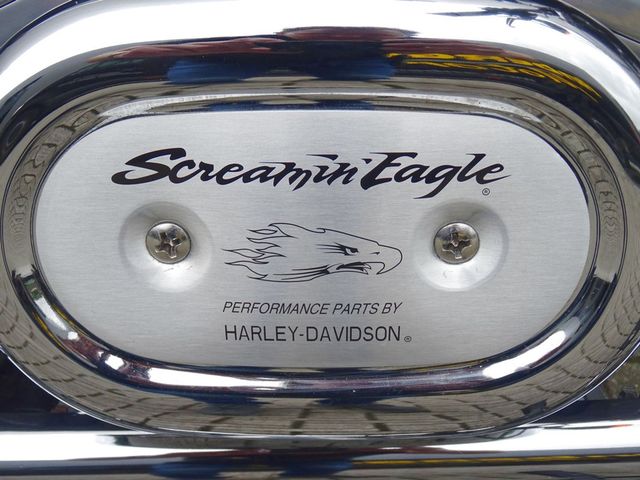 Screamin' Eagle®
PERFORMANCE PARTS BY
HARLEY-DAVIDSON®